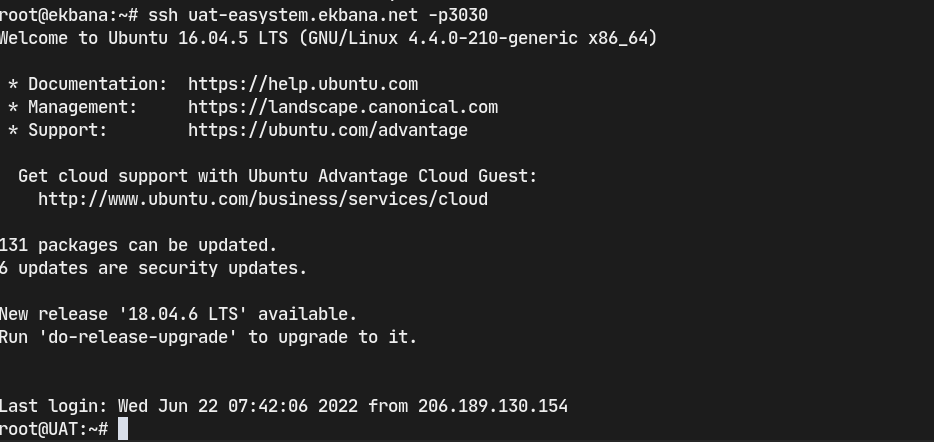 root@ekbana:~# ssh uat-easystem.ekbana.net -p3030
Welcome to Ubuntu 16.04.5 LTS (GNU/Linux 4.4.0-210-generic x86_64)
* Documentation: https://help.ubuntu.com
* Management: https://landscape.canonical.com
* Support: https://ubuntu.com/advantage
Get cloud support with Ubuntu Advantage Cloud Guest:
http://www.ubuntu.com/business/services/cloud
131 packages can be updated.
6 updates are security updates.
New release '18.04.6 LTS' available.
Run 'do-release-upgrade' to upgrade to it.
Last login: Wed Jun 22 07:42:06 2022 from 206.189.130.154
root@UAT:~#